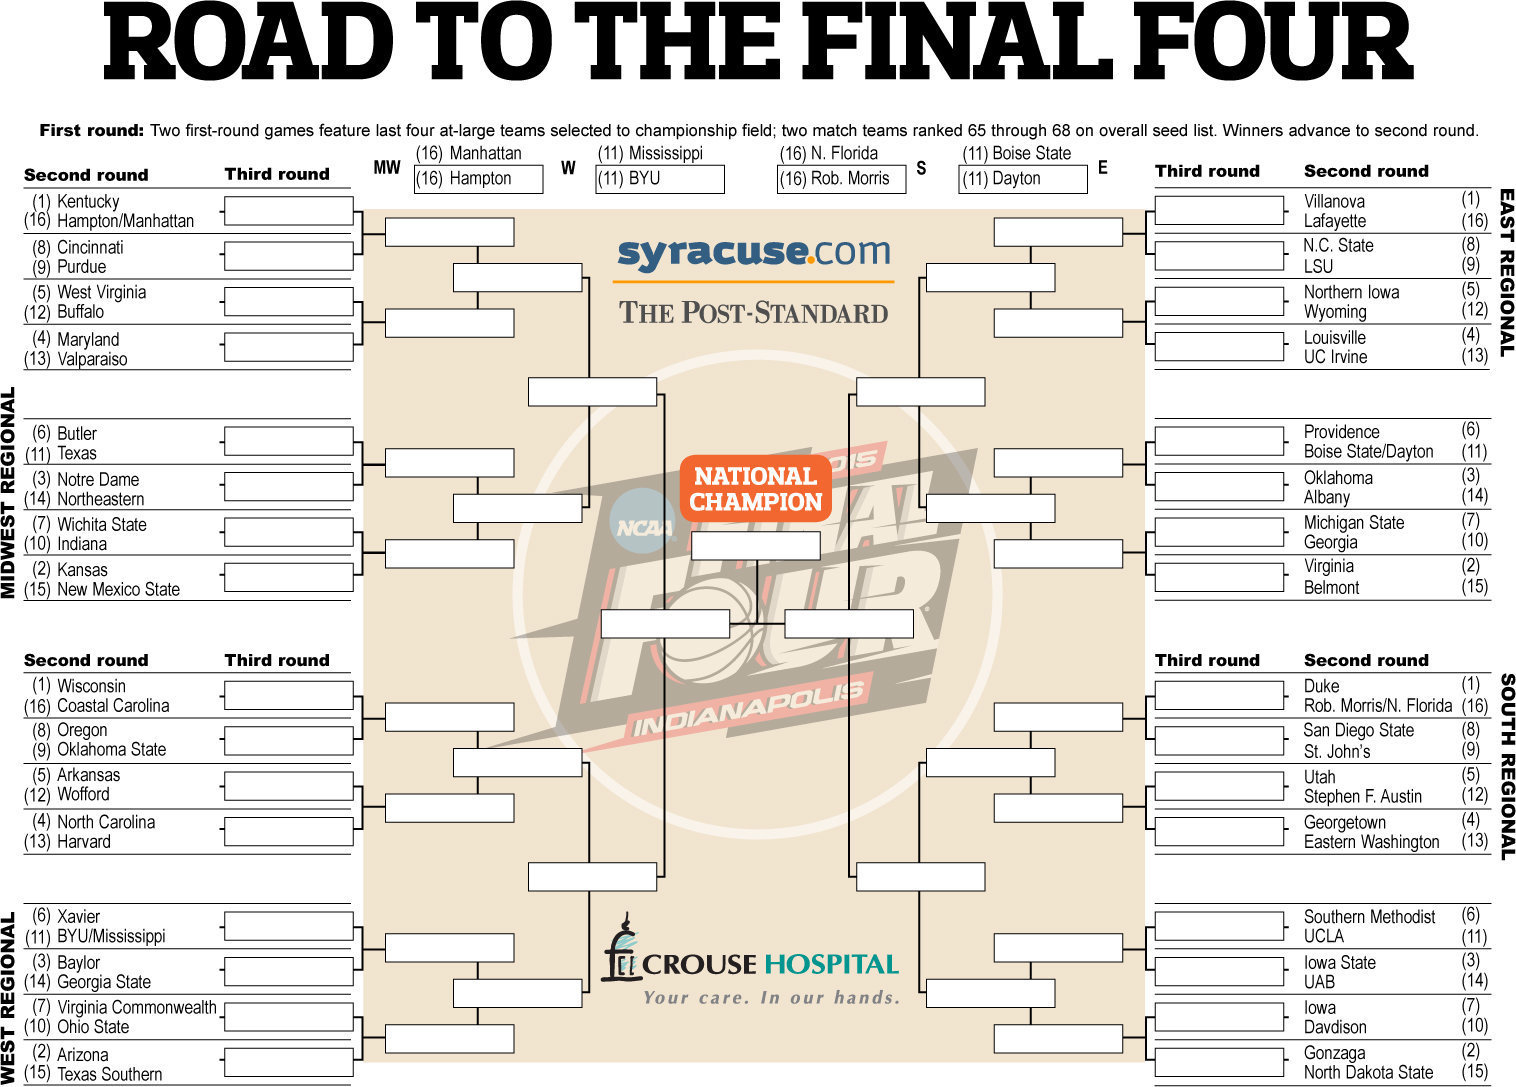 ROAD TO THE FINAL FOUR
First round: Two first-round games feature last four at-large teams selected to championship field; two match teams ranked 65 through 68 on overall seed list. Winners advance to second round.
MW
(16) Manhattan
(16) Hampton
W
(11) Mississippi
(11) BYU
(16) N. Florida
(16) Rob. Morris
S
(11) Boise State
(11) Dayton
E
MIDWEST REGIONAL
Second round
Third round
(1) Kentucky
(16) Hampton/Manhattan
(8) Cincinnati
(9) Purdue
(5) West Virginia
(12) Buffalo
(4) Maryland
(13) Valparaiso
(6) Butler
(11) Texas
(3) Notre Dame
(14) Northeastern
(7) Wichita State
(10) Indiana
(2) Kansas
(15) New Mexico State
WEST REGIONAL
Second round
Third round
(1) Wisconsin
(16) Coastal Carolina
(8) Oregon
(9) Oklahoma State
(5) Arkansas
(12) Wofford
(4) North Carolina
(13) Harvard
(6) Xavier
(11) BYU/Mississippi
(3) Baylor
(14) Georgia State
(7) Virginia Commonwealth
(10) Ohio State
(2) Arizona
(15) Texas Southern
syracuse.com
THE POST-STANDARD
NATIONAL
CHAMPION
2015
NCAA
FINAL
FOUR
INDIANAPOLIS
CROUSE HOSPITAL
Your care. In our hands.
EAST REGIONAL
Third round
Second round
Villanova (1)
Lafayette (16)
N.C. State (8)
LSU (9)
Northern Iowa (5)
Wyoming (12)
Louisville (4)
UC Irvine (13)
Providence (6)
Boise State/Dayton (11)
Oklahoma (3)
Albany (14)
Michigan State (7)
Georgia (10)
Virginia (2)
Belmont (15)
SOUTH REGIONAL
Third round
Second round
Duke (1)
Rob. Morris/N. Florida (16)
San Diego State (8)
St. John's (9)
Utah (5)
Stephen F. Austin (12)
Georgetown (4)
Eastern Washington (13)
Southern Methodist (6)
UCLA (11)
Iowa State (3)
UAB (14)
Iowa (7)
Davdison (10)
Gonzaga (2)
North Dakota State (15)